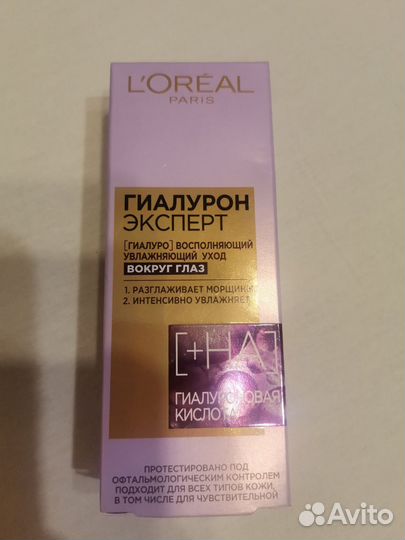 L'ORÉAL
PARIS
ГИАЛУРОН
ЭКСПЕРТ
[ГИАЛУРО] ВОСПОЛНЯЮЩИЙ
УВЛАЖНЯЮЩИЙ УХОД
ВОКРУГ ГЛАЗ
1. РАЗГЛАЖИВАЕТ МОРЩИНЫ
2. ИНТЕНСИВНО УВЛАЖНЯЕТ
[+HA]
ГИАЛУРОНОВАЯ
КИСЛОТА
ПРОТЕСТИРОВАНО ПОД
ОФТАЛЬМОЛОГИЧЕСКИМ КОНТРОЛЕМ
ПОДХОДИТ ДЛЯ ВСЕХ ТИПОВ КОЖИ,
В ТОМ ЧИСЛЕ ДЛЯ ЧУВСТВИТЕЛЬНОЙ
Avito